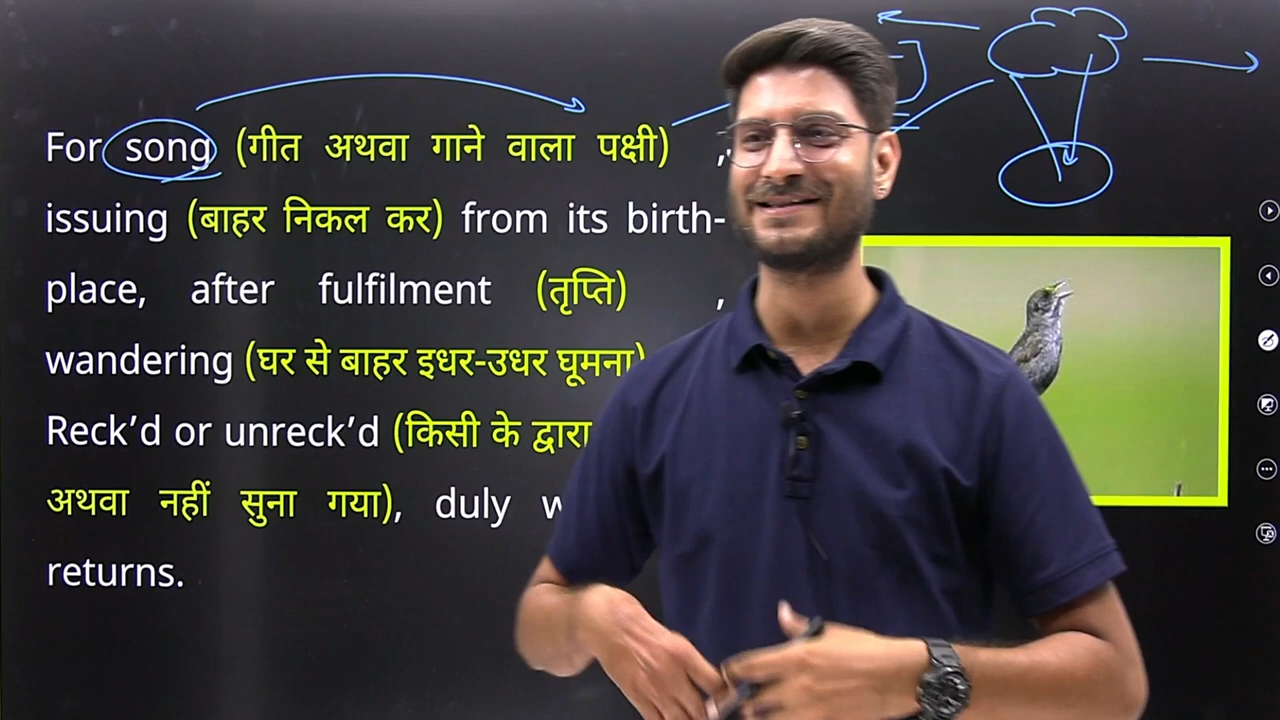 For song (गीत अथवा गाने वाला पक्षी) ,
issuing (बाहर निकल कर) from its birth-
place, after fulfilment (तृप्ति) ,
wandering (घर से बाहर इधर-उधर घूमना)
Reck’d or unreck’d (किसी के द्वारा
अथवा नहीं सुना गया), duly
returns.